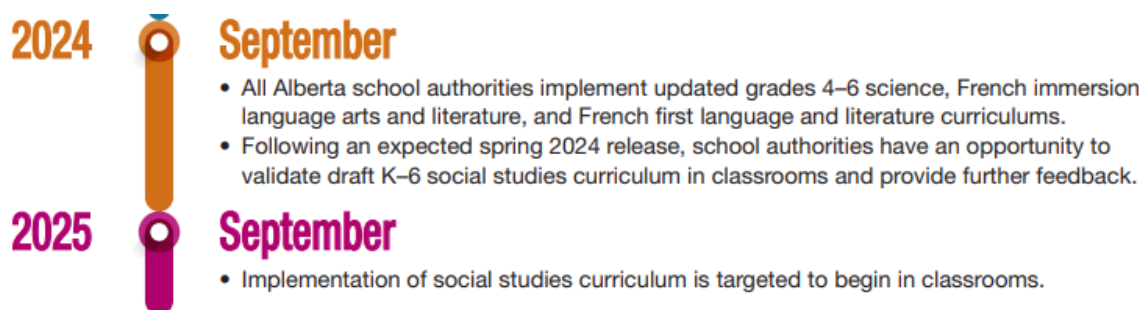 2024
September
• All Alberta school authorities implement updated grades 4–6 science, French immersion
language arts and literature, and French first language and literature curriculums.
• Following an expected spring 2024 release, school authorities have an opportunity to
validate draft K–6 social studies curriculum in classrooms and provide further feedback.
2025
September
• Implementation of social studies curriculum is targeted to begin in classrooms.